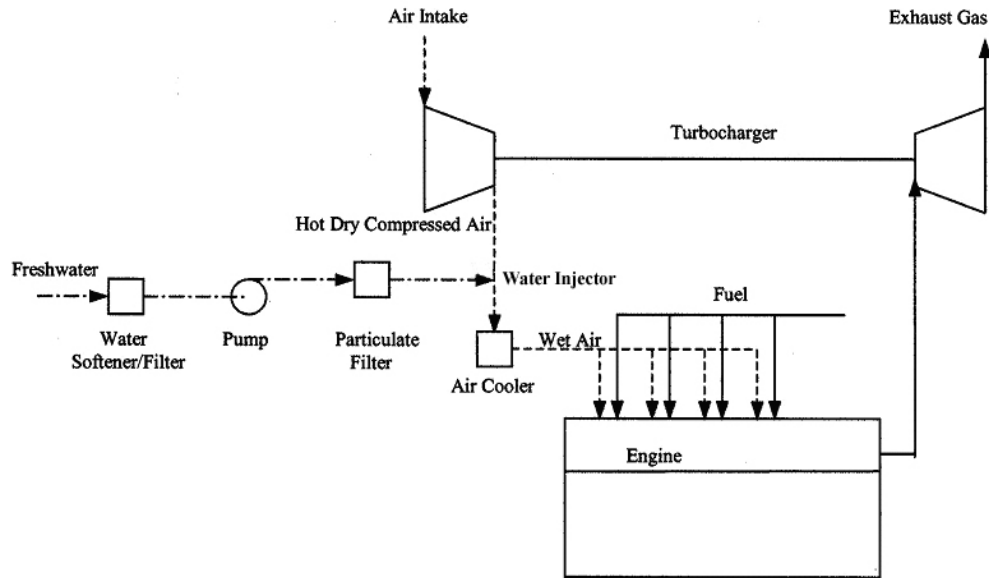 Air Intake
Exhaust Gas
Turbocharger
Hot Dry Compressed Air
Freshwater
Water Injector
Fuel
Water
Softener/Filter
Pump
Particulate
Filter
Wet Air
Air Cooler
Engine